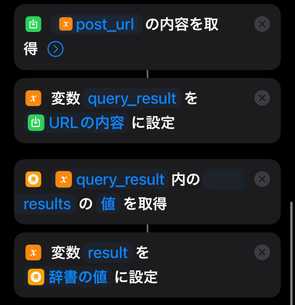 post_url の内容を取
得
変数 query_result を
URLの内容 に設定
query_result 内の
results の 値 を取得
変数 result を
辞書の値 に設定